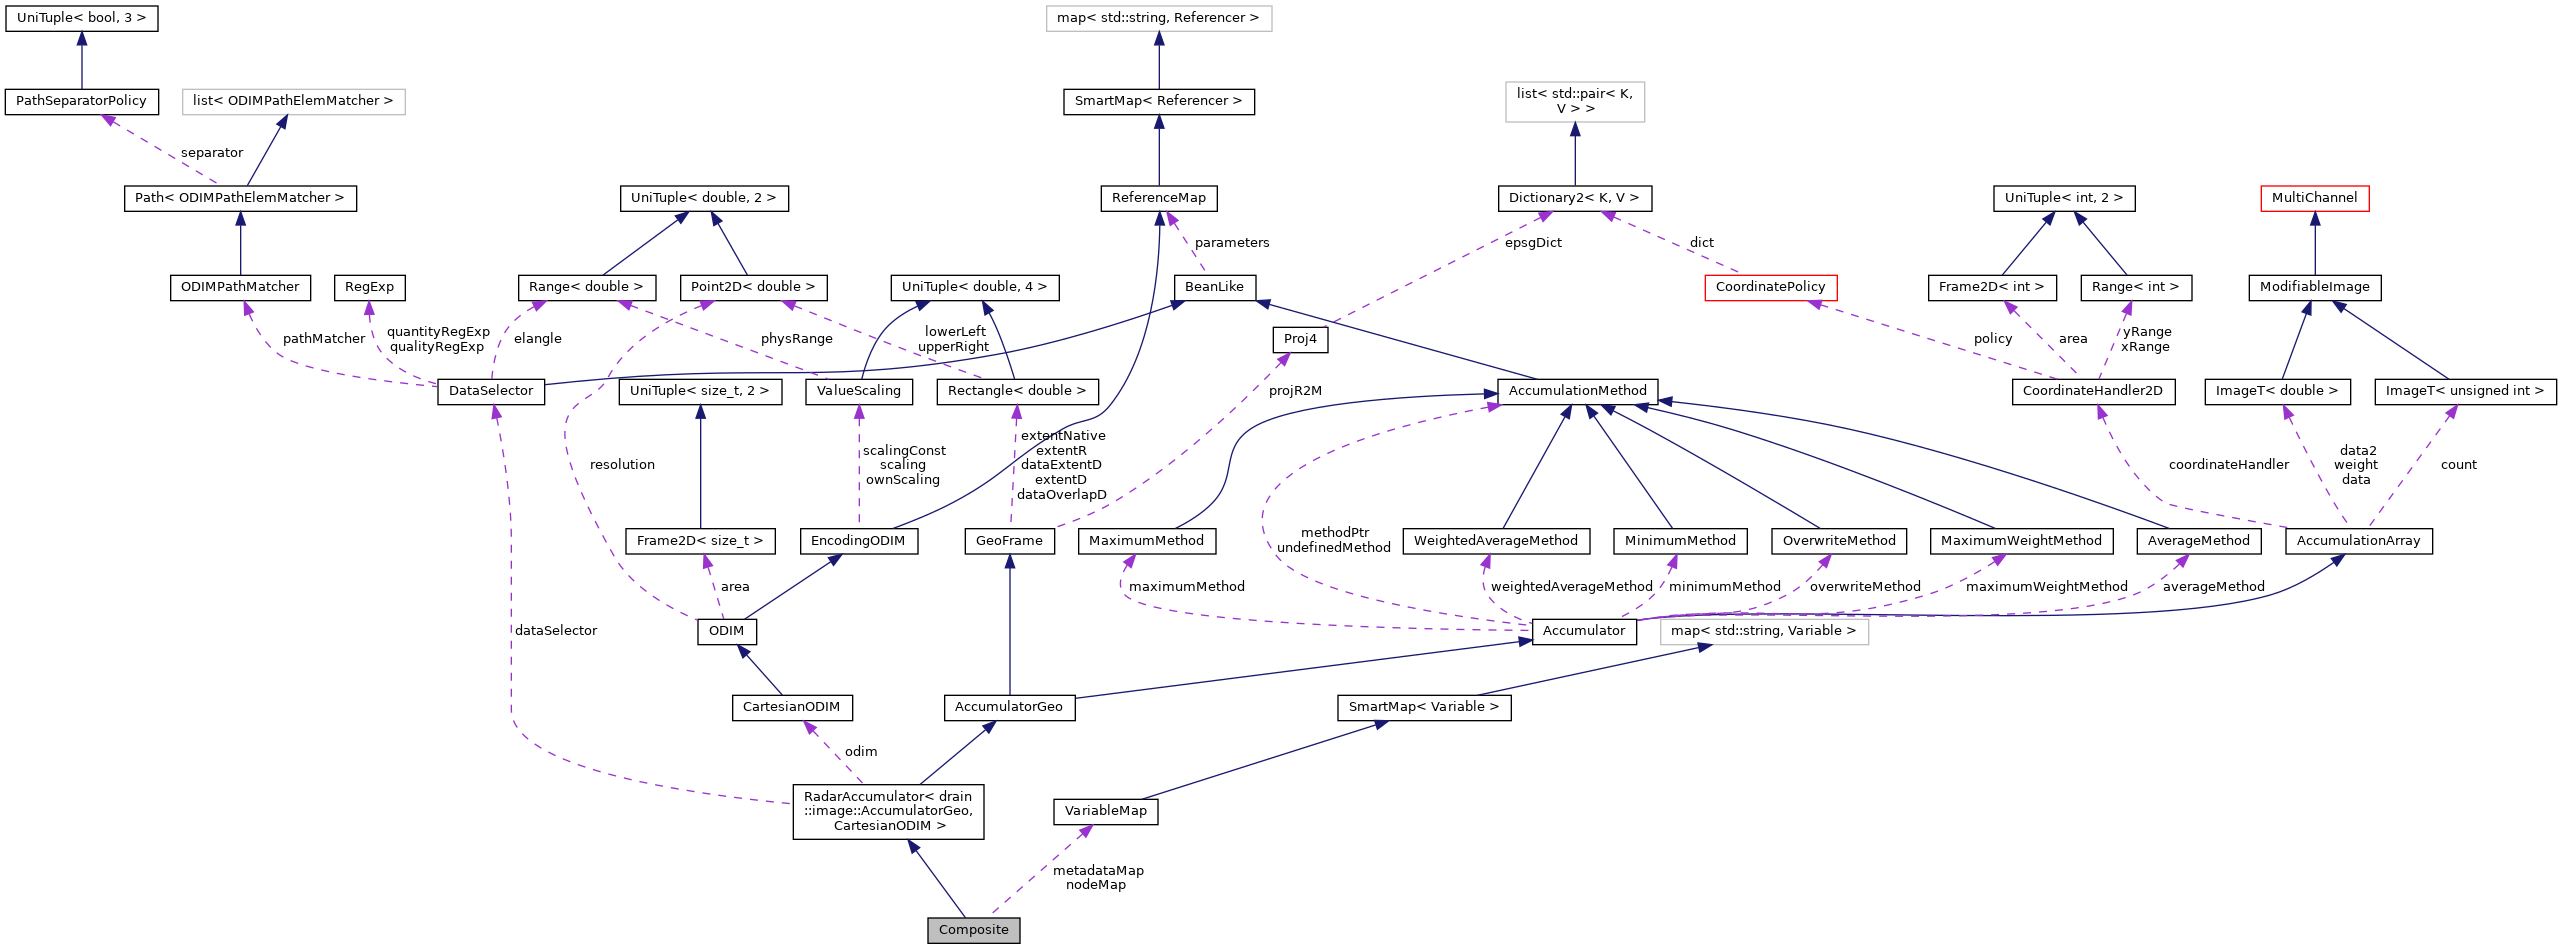 UniTuple< bool, 3 >
map< std::string, Referencer >
PathSeparatorPolicy
list< ODIMPathElemMatcher >
SmartMap< Referencer >
list< std::pair< K,
V > >
separator
Path< ODIMPathElemMatcher >
UniTuple< double, 2 >
ReferenceMap
Dictionary2< K, V >
UniTuple< int, 2 >
MultiChannel
parameters
epsgDict
dict
ODIMPathMatcher
RegExp
Range< double >
Point2D< double >
UniTuple< double, 4 >
BeanLike
CoordinatePolicy
Frame2D< int >
Range< int >
ModifiableImage
pathMatcher
quantityRegExp
qualityRegExp
elangle
physRange
lowerLeft
upperRight
Proj4
policy
area
yRange
xRange
DataSelector
UniTuple< size_t, 2 >
ValueScaling
Rectangle< double >
projR2M
AccumulationMethod
CoordinateHandler2D
ImageT< double >
ImageT< unsigned int >
resolution
scalingConst
scaling
ownScaling
extentNative
extentR
dataExtentD
extentD
dataOverlapD
coordinateHandler
data2
weight
data
count
Frame2D< size_t >
EncodingODIM
GeoFrame
MaximumMethod
methodPtr
undefinedMethod
WeightedAverageMethod
MinimumMethod
OverwriteMethod
MaximumWeightMethod
AverageMethod
AccumulationArray
area
maximumMethod
weightedAverageMethod
minimumMethod
overwriteMethod
maximumWeightMethod
averageMethod
dataSelector
ODIM
Accumulator
map< std::string, Variable >
CartesianODIM
AccumulatorGeo
SmartMap< Variable >
odim
RadarAccumulator< drain
::image::AccumulatorGeo,
CartesianODIM >
VariableMap
metadataMap
nodeMap
Composite